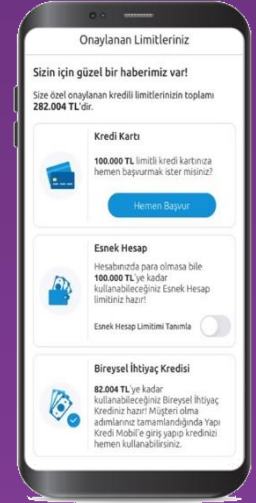 Onaylanan Limitleriniz
Sizin için güzel bir haberimiz var!
Size özel onaylanan kredili limitlerinizin toplamı
282.004 TL'dir.
Kredi Kartı
100.000 TL limitli kredi kartınıza
hemen başvurmak ister misiniz?
Hemen Başvur
Esnek Hesap
Hesabınızda para olmasa bile
100.000 TL'ye kadar
kullanabileceğiniz Esnek Hesap
limitiniz hazır!
Esnek Hesap Limitimi Tanımla
Bireysel İhtiyaç Kredisi
82.004 TL'ye kadar
kullanabileceğiniz Bireysel İhtiyaç
Krediniz hazır! Müşteri olma
adımlarınız tamamlandığında Yapı
Kredi Mobil'e giriş yapıp kredinizi
hemen kullanabilirsiniz.